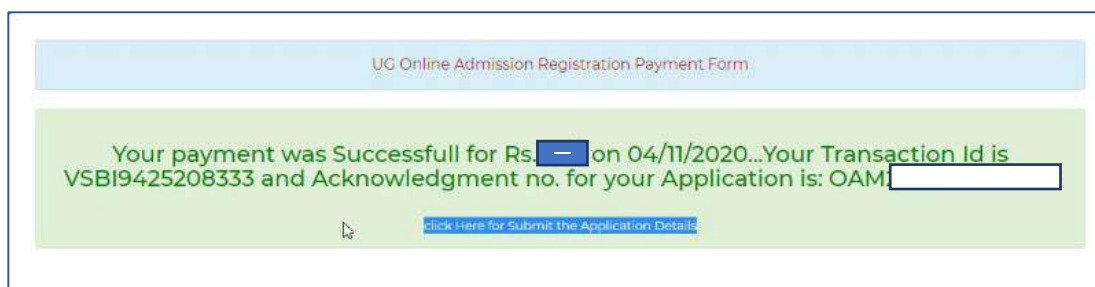 UG Online Admission Registration Payment Form
Your payment was Successfull for Rs. — on 04/11/2020...Your Transaction Id is
VSBI9425208333 and Acknowledgment no. for your Application is: OAM
click Here for Submit the Application Details